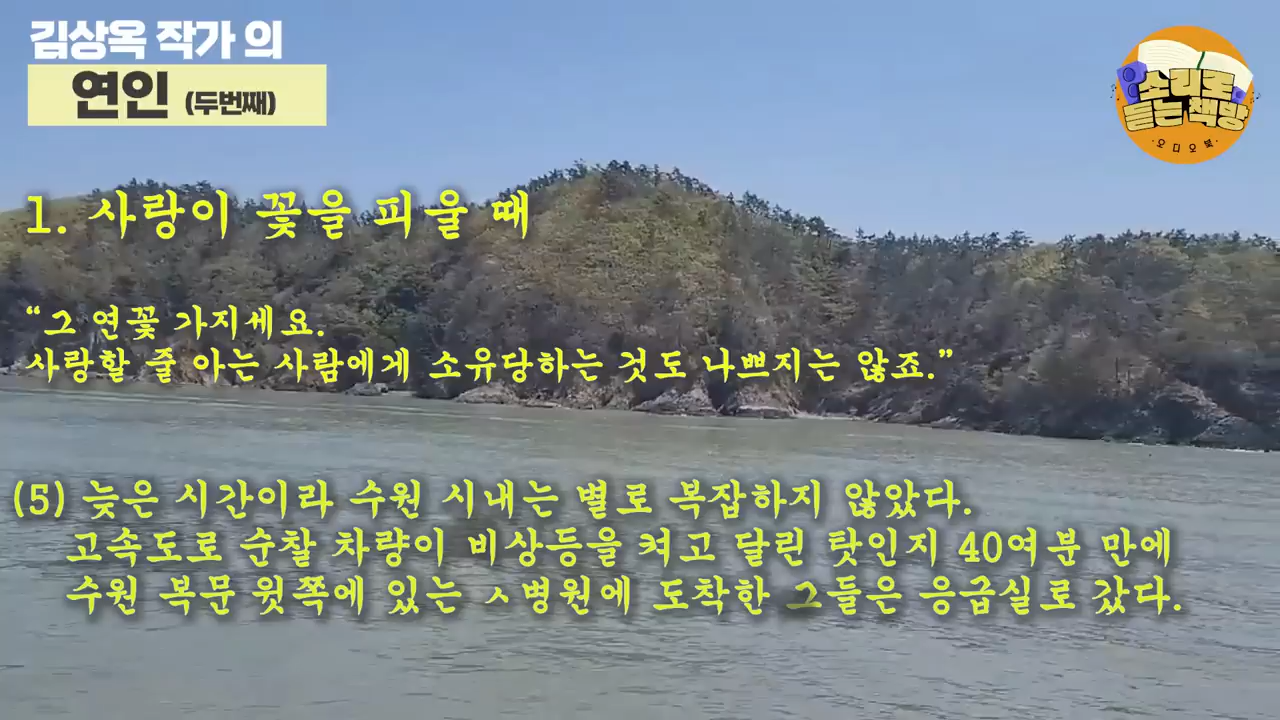 김상옥 작가 의
연인 (두번째)
소리로
듣는 책방
·오디오북·
1. 사랑이 꽃을 피울 때
“그 연꽃 가지세요.
사랑할 줄 아는 사람에게 소유당하는 것도 나쁘지는 않죠.”
(5) 늦은 시간이라 수원 시내는 별로 복잡하지 않았다.
고속도로 순찰 차량이 비상등을 켜고 달린 탓인지 40여분 만에
수원 북문 윗쪽에 있는 ㅅ병원에 도착한 그들은 응급실로 갔다.